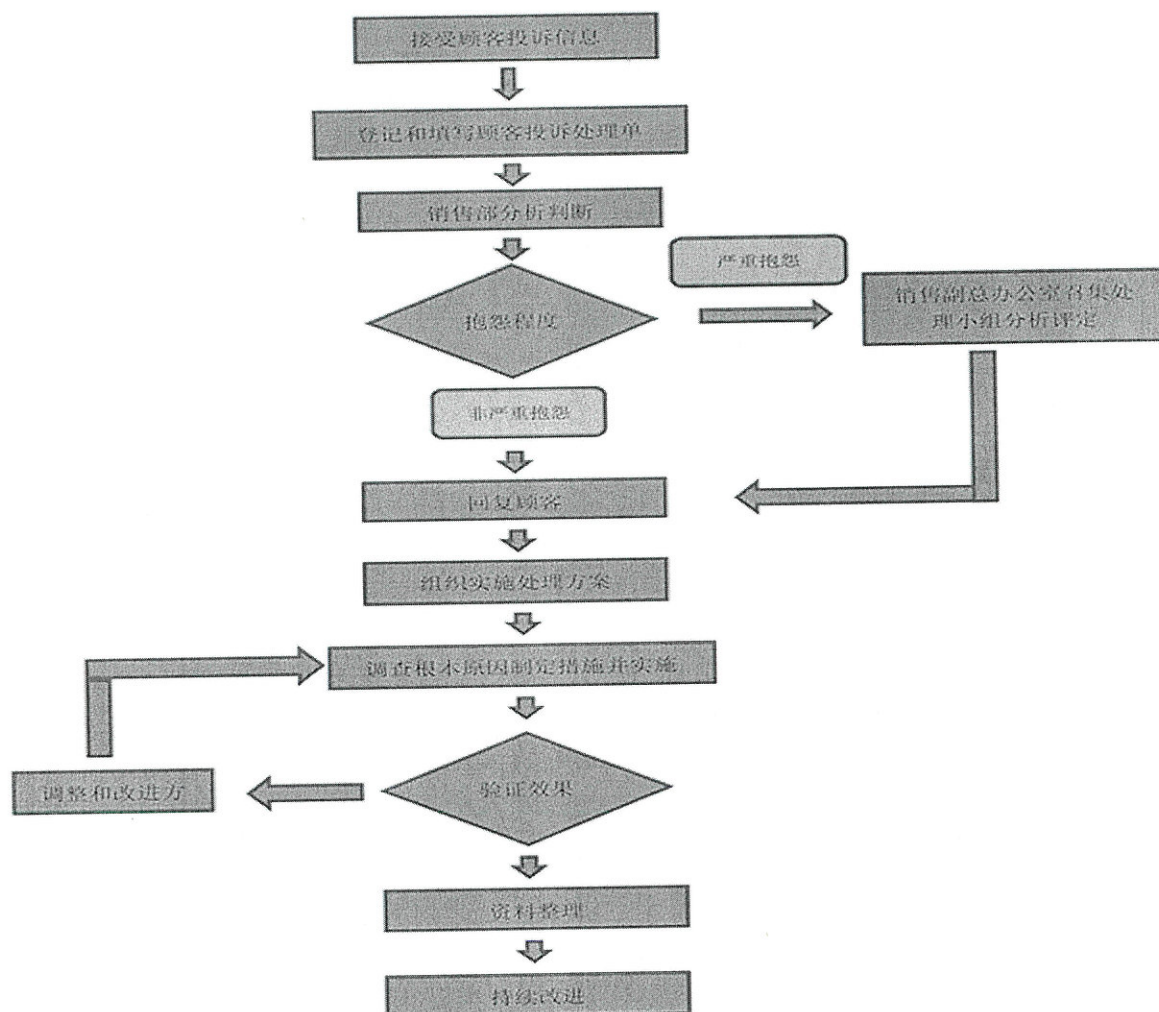 接受顾客投诉信息
登记和填写顾客投诉处理单
销售部分析判断
严重抱怨
抱怨程度
销售副总办公室召集处
理小组分析评定
非严重抱怨
回复顾客
组织实施处理方案
调查根本原因制定措施并实施
验证效果
调整和改进方
资料整理
持续改进